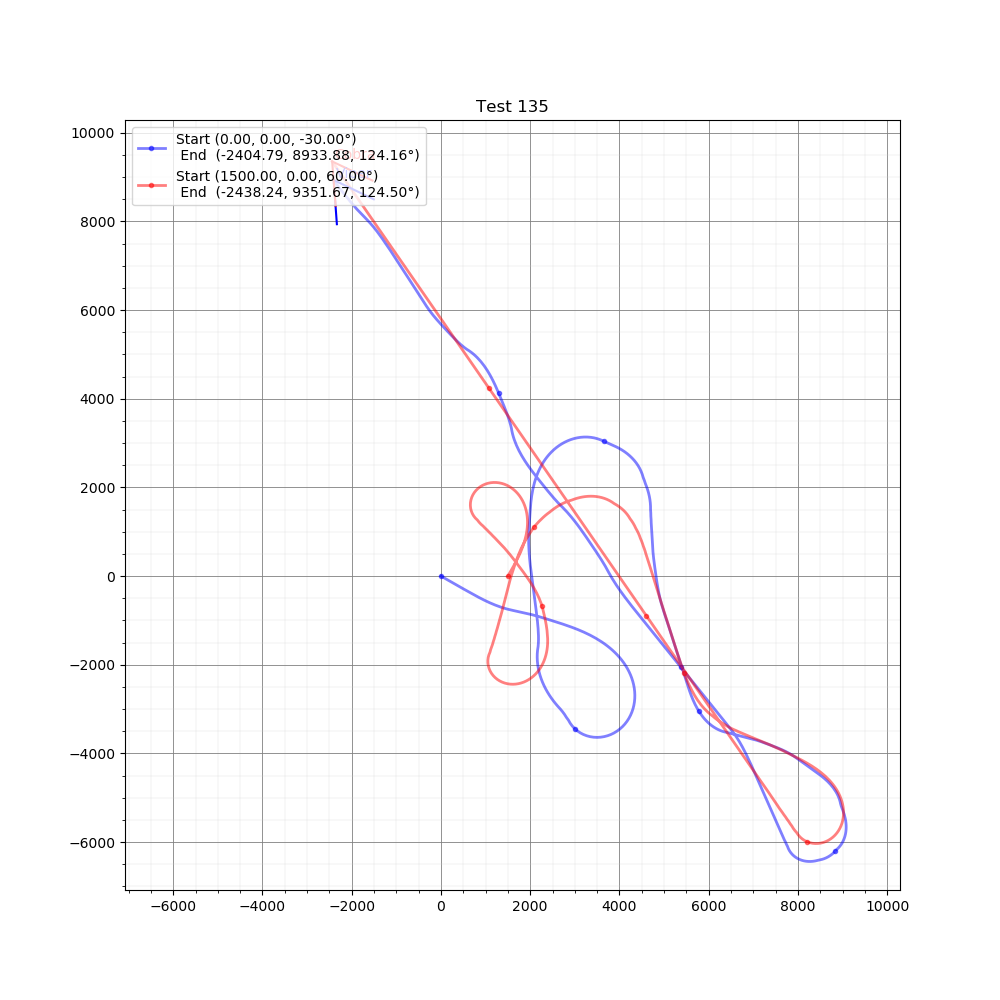 Test 135
Start (0.00, 0.00, -30.00°)
End (-2404.79, 8933.88, 124.16°)
Start (1500.00, 0.00, 60.00°)
End (-2438.24, 9351.67, 124.50°)
10000
8000
6000
4000
2000
0
−2000
−4000
−6000
−6000 −4000 −2000 0 2000 4000 6000 8000 10000